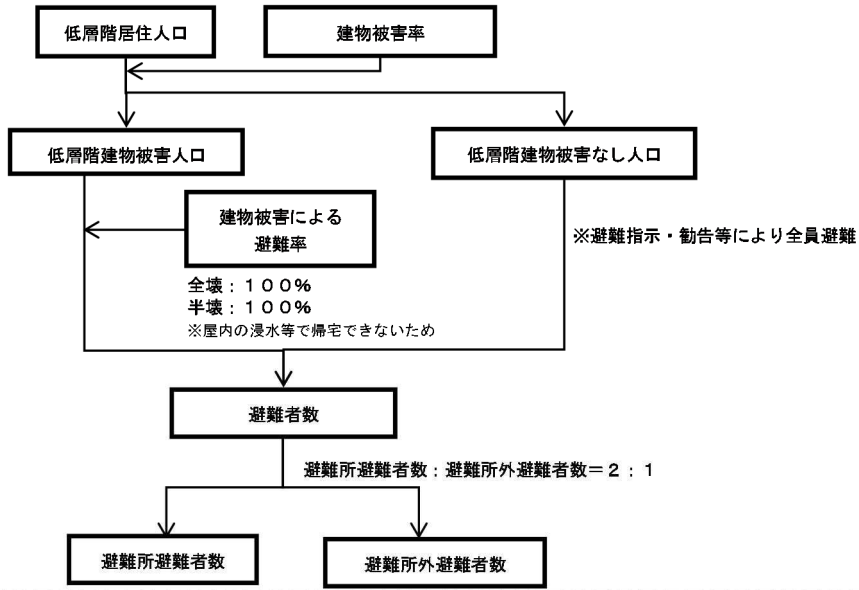 低層階居住人口
建物被害率
低層階建物被害人口
低層階建物被害なし人口
建物被害による
避難率
※避難指示・勧告等により全員避難
全壊：１００％
半壊：１００％
※屋内の浸水等で帰宅できないため
避難者数
避難所避難者数：避難所外避難者数＝２：１
避難所避難者数
避難所外避難者数